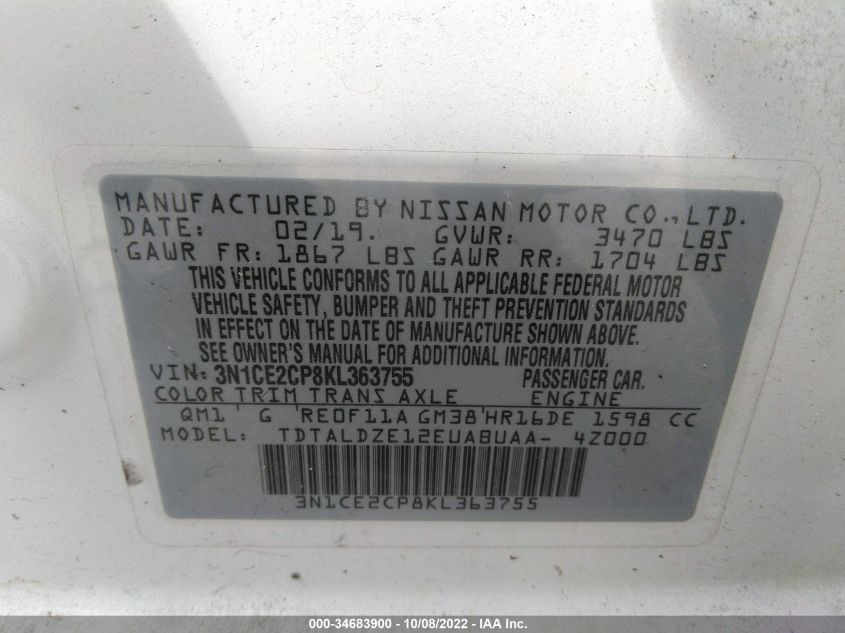 MANUFACTURED BY NISSAN MOTOR CO., LTD.
DATE: 02/19. GVWR: 3470 LBS
GAWR FR: 1867 LBS GAWR RR: 1704 LBS
THIS VEHICLE CONFORMS TO ALL APPLICABLE FEDERAL MOTOR
VEHICLE SAFETY, BUMPER AND THEFT PREVENTION STANDARDS
IN EFFECT ON THE DATE OF MANUFACTURE SHOWN ABOVE.
SEE OWNER'S MANUAL FOR ADDITIONAL INFORMATION.
VIN: 3N1CE2CP8KL363755 PASSENGER CAR.
COLOR TRIM TRANS AXLE ENGINE
QM1 G RE0F11A GM38 HR16DE 1598 CC
MODEL: TDTALDZE12EUABUAA- 4Z000
3N1CE2CP8KL363755
000-34683900 - 10/08/2022 - IAA Inc.